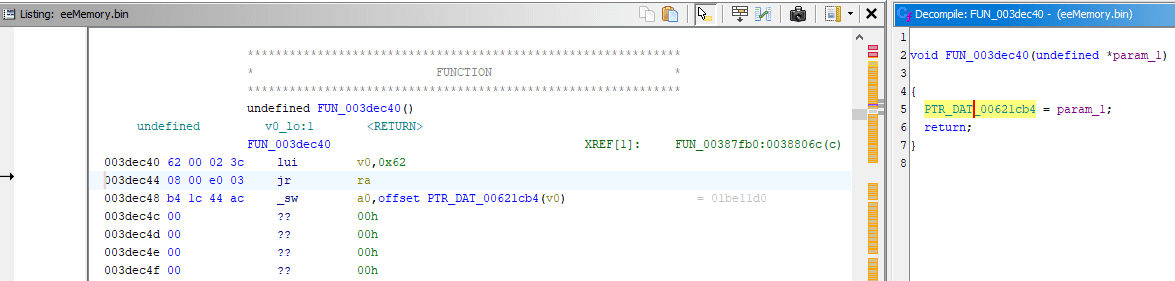 Listing: eeMemory.bin
************************************************************
* FUNCTION *
************************************************************
undefined FUN_003dec40()
undefined v0_lo:1 <RETURN>
FUN_003dec40 XREF[1]: FUN_00387fb0:0038806c(c)
003dec40 62 00 02 3c lui v0,0x62
003dec44 08 00 e0 03 jr ra
003dec48 b4 1c 44 ac _sw a0,offset PTR_DAT_00621cb4(v0) = 01be11d0
003dec4c 00 ?? 00h
003dec4d 00 ?? 00h
003dec4e 00 ?? 00h
003dec4f 00 ?? 00h
Decompile: FUN_003dec40 - (eeMemory.bin)
1
2 void FUN_003dec40(undefined *param_1)
3
4 {
5 PTR_DAT_00621cb4 = param_1;
6 return;
7 }
8